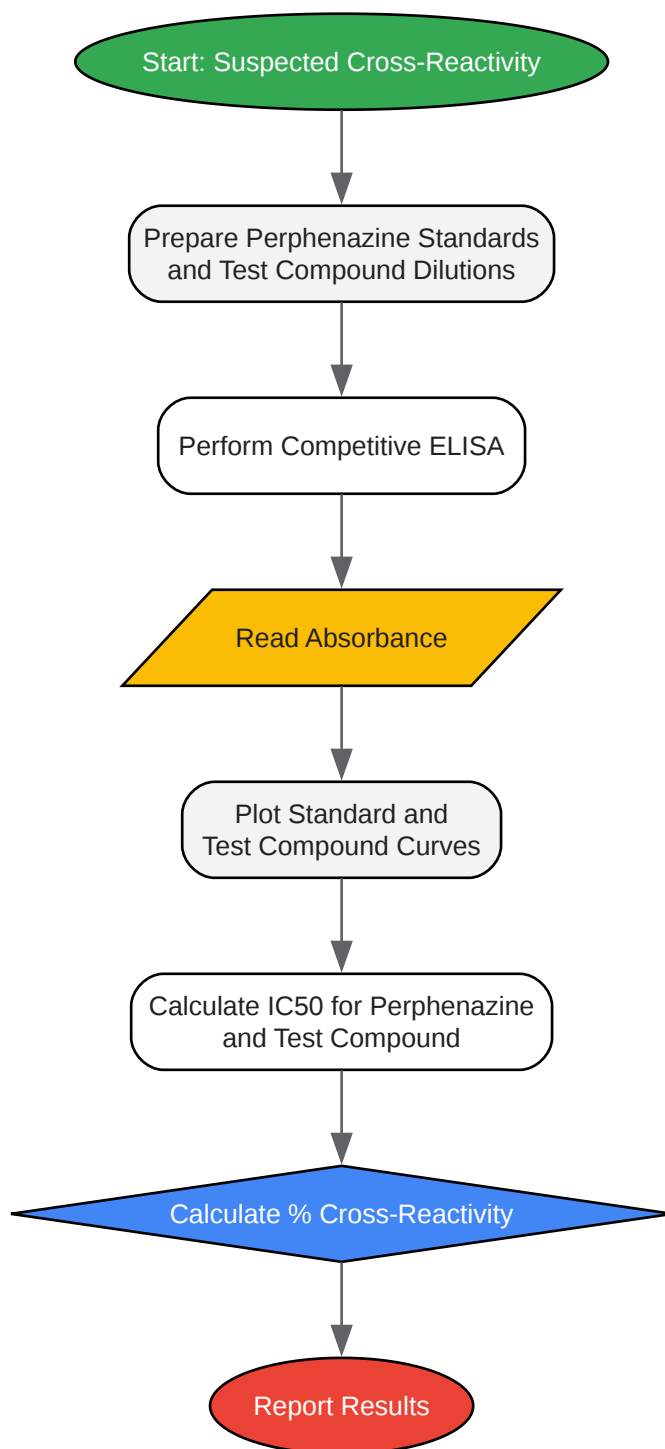 Start: Suspected Cross-Reactivity
Prepare Perphenazine Standards
and Test Compound Dilutions
Perform Competitive ELISA
Read Absorbance
Plot Standard and
Test Compound Curves
Calculate IC50 for Perphenazine
and Test Compound
Calculate % Cross-Reactivity
Report Results